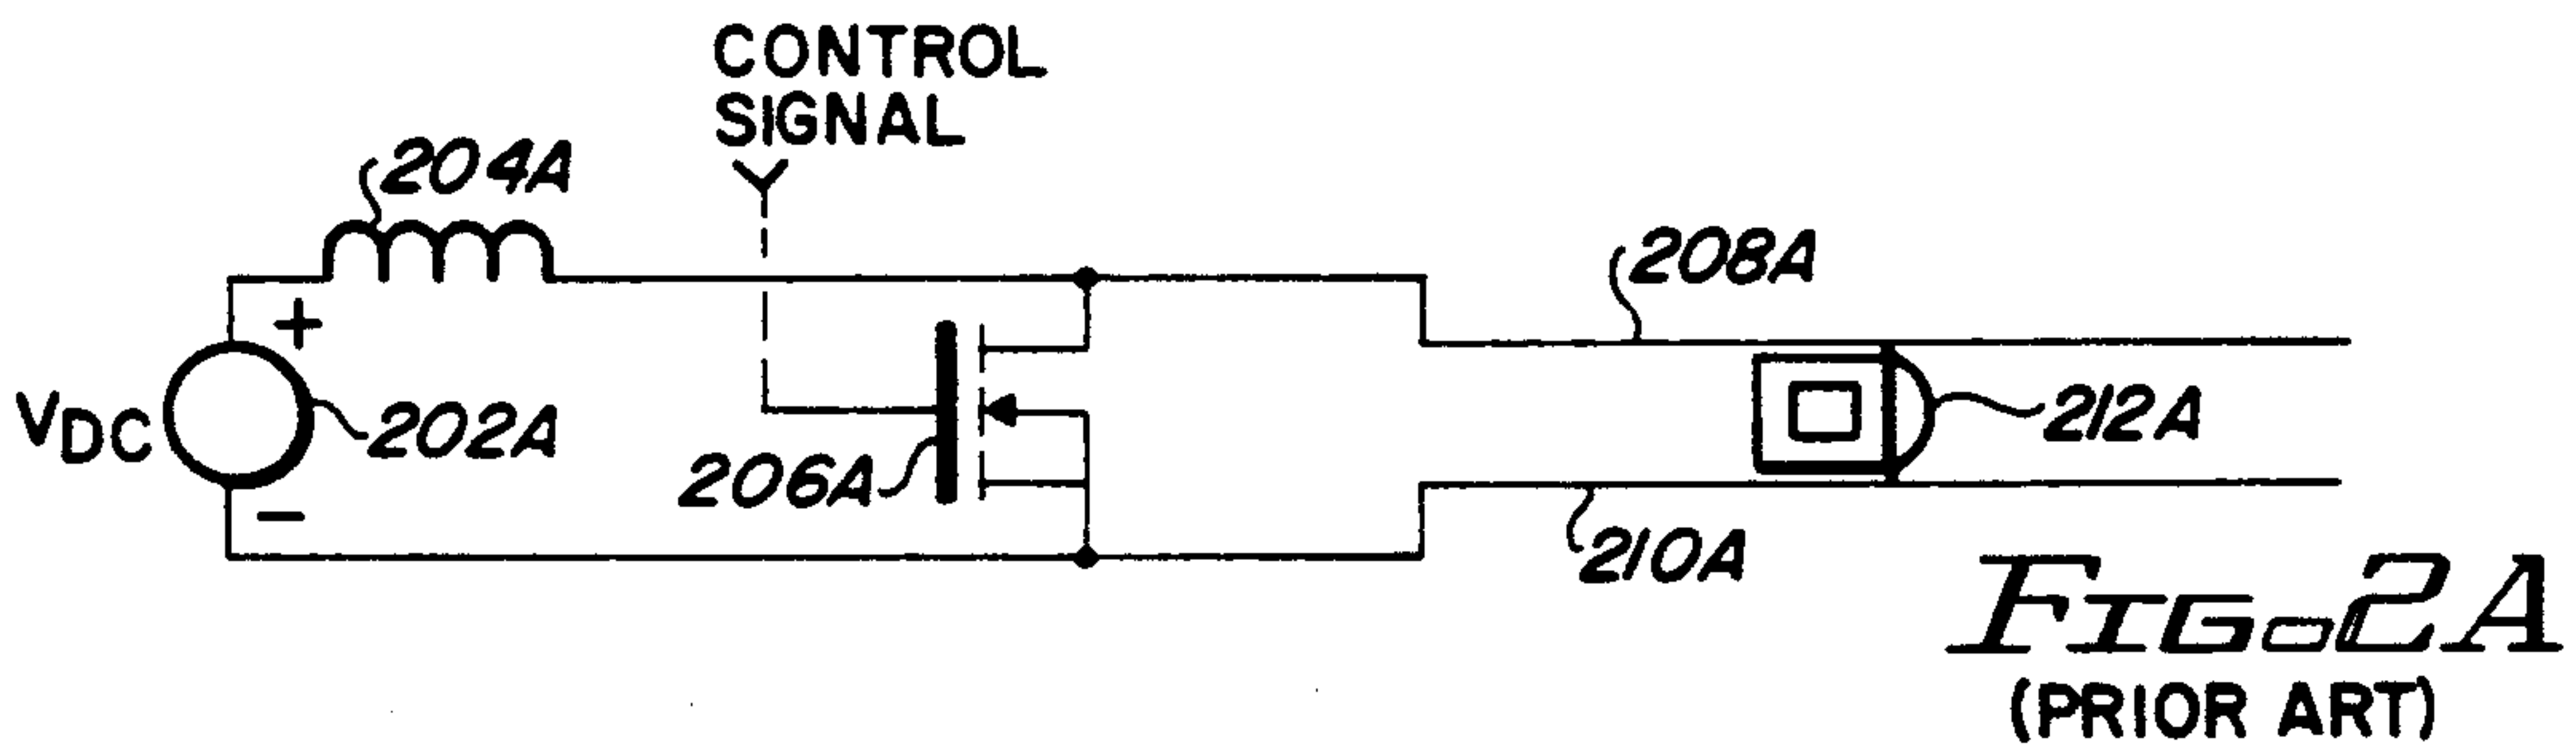 CONTROL
SIGNAL
204A
208A
+
VDC
202A
206A
212A
−
210A
FIG. 2A
(PRIOR ART)